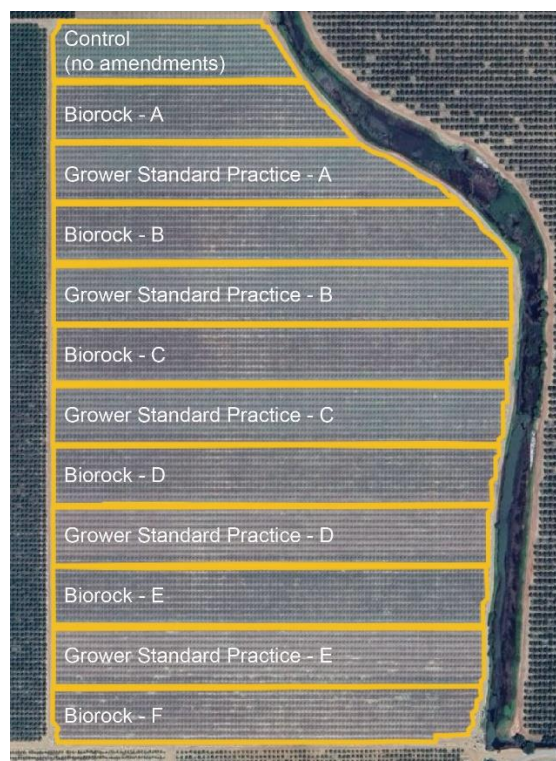 Control
(no amendments)
Biorock - A
Grower Standard Practice - A
Biorock - B
Grower Standard Practice - B
Biorock - C
Grower Standard Practice - C
Biorock - D
Grower Standard Practice - D
Biorock - E
Grower Standard Practice - E
Biorock - F